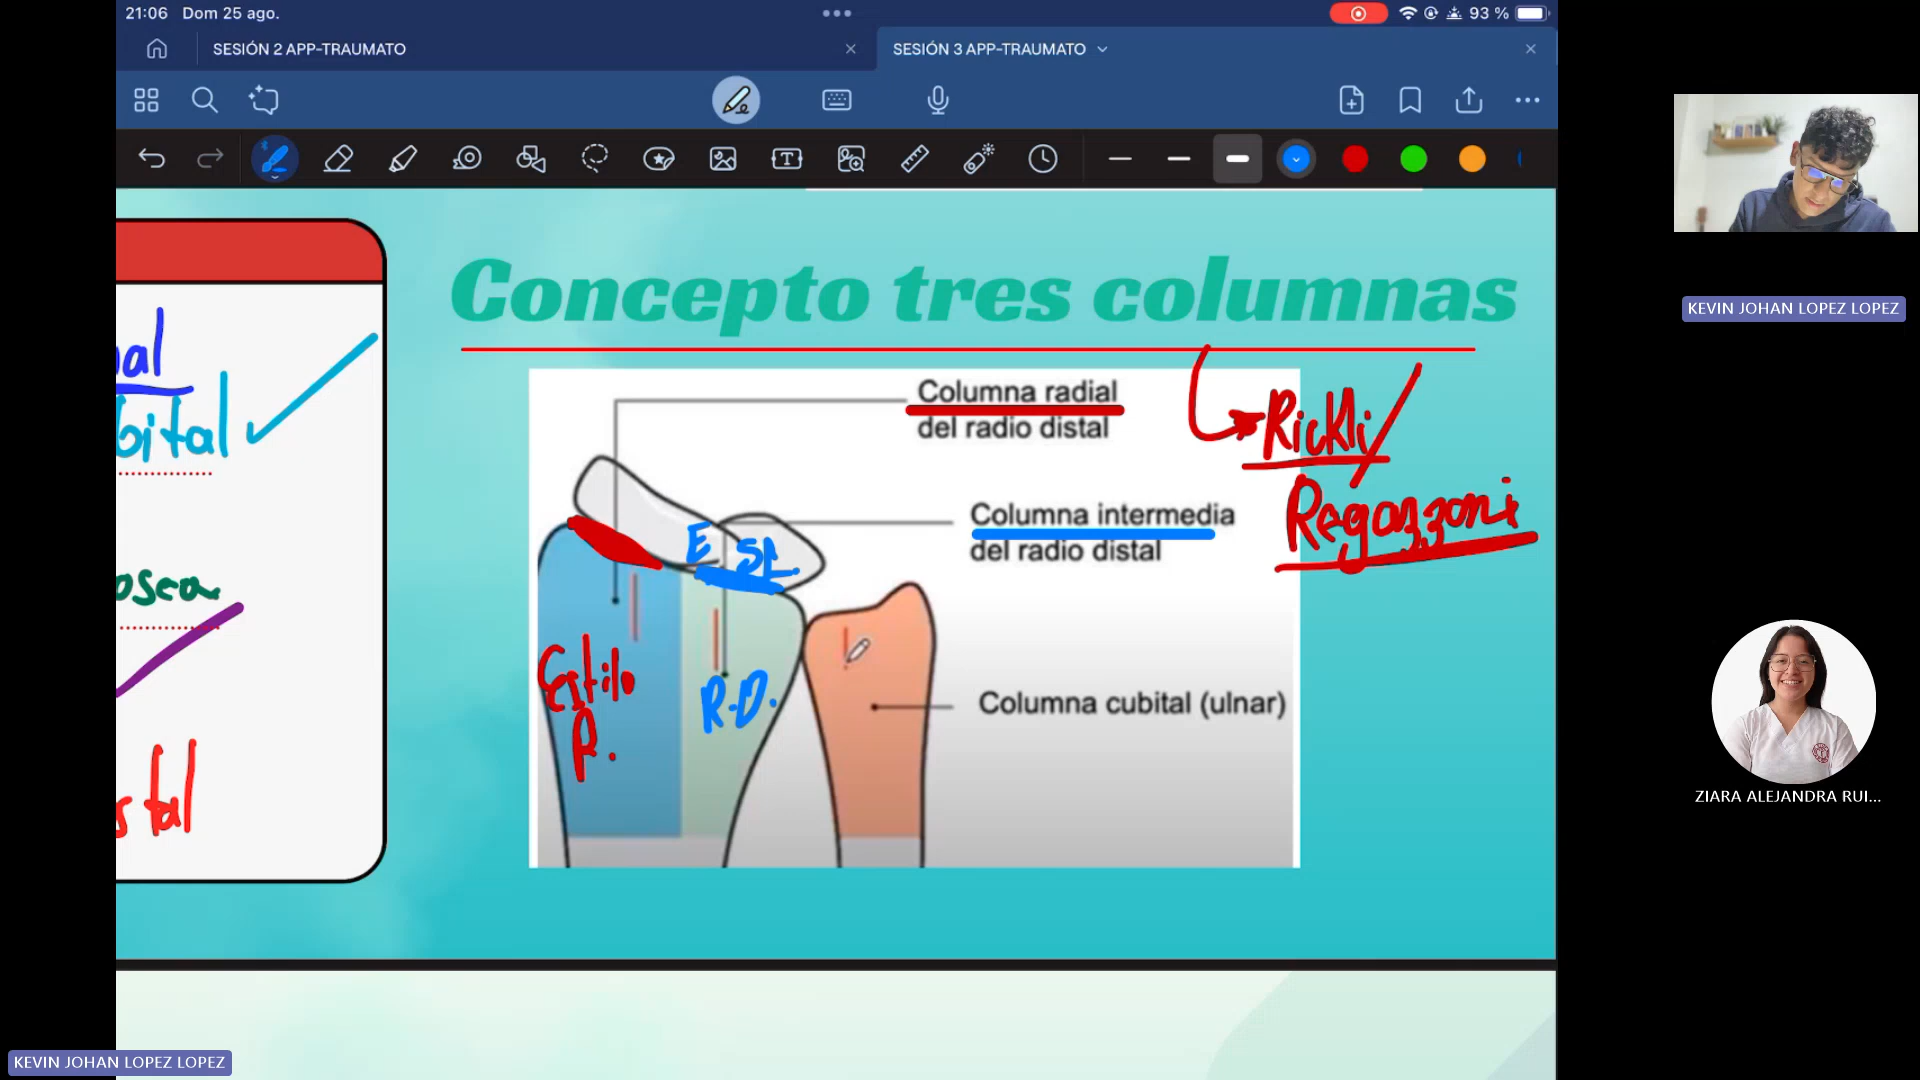 21:06 Dom 25 ago.
93 %
SESIÓN 2 APP-TRAUMATO
SESIÓN 3 APP-TRAUMATO
Concepto tres columnas
Columna radial
del radio distal
Rickli/
Regazzoni
Columna intermedia
del radio distal
E SL.
Estilo
R.
R.D.
Columna cubital (ulnar)
KEVIN JOHAN LOPEZ LOPEZ
ZIARA ALEJANDRA RUI...
KEVIN JOHAN LOPEZ LOPEZ